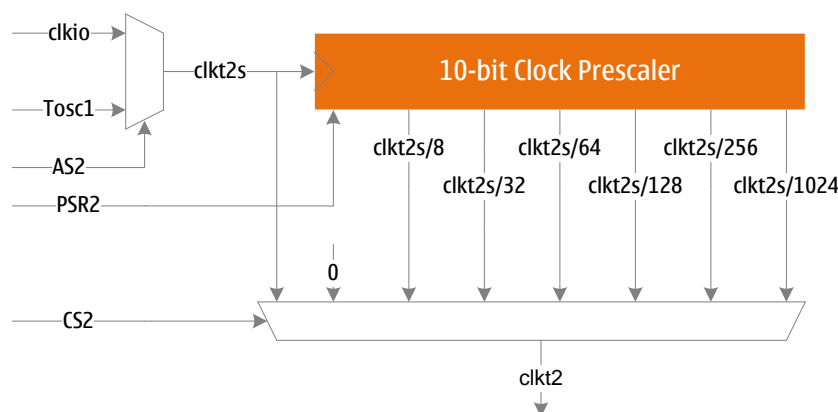 clkio
clkt2s
10-bit Clock Prescaler
Tosc1
AS2
PSR2
clkt2s/8
clkt2s/64
clkt2s/256
clkt2s/32
clkt2s/128
clkt2s/1024
0
CS2
clkt2